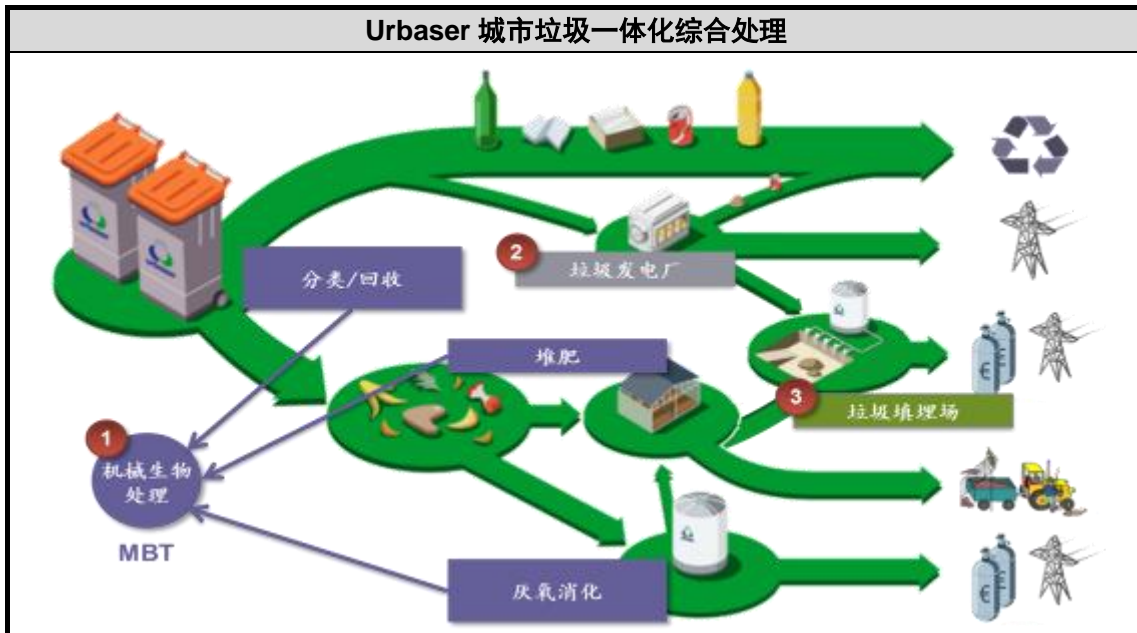 Urbaser 城市垃圾一体化综合处理
分类/回收
2
垃圾发电厂
堆肥
3
垃圾填埋场
1
机械生物
处理
MBT
厌氧消化